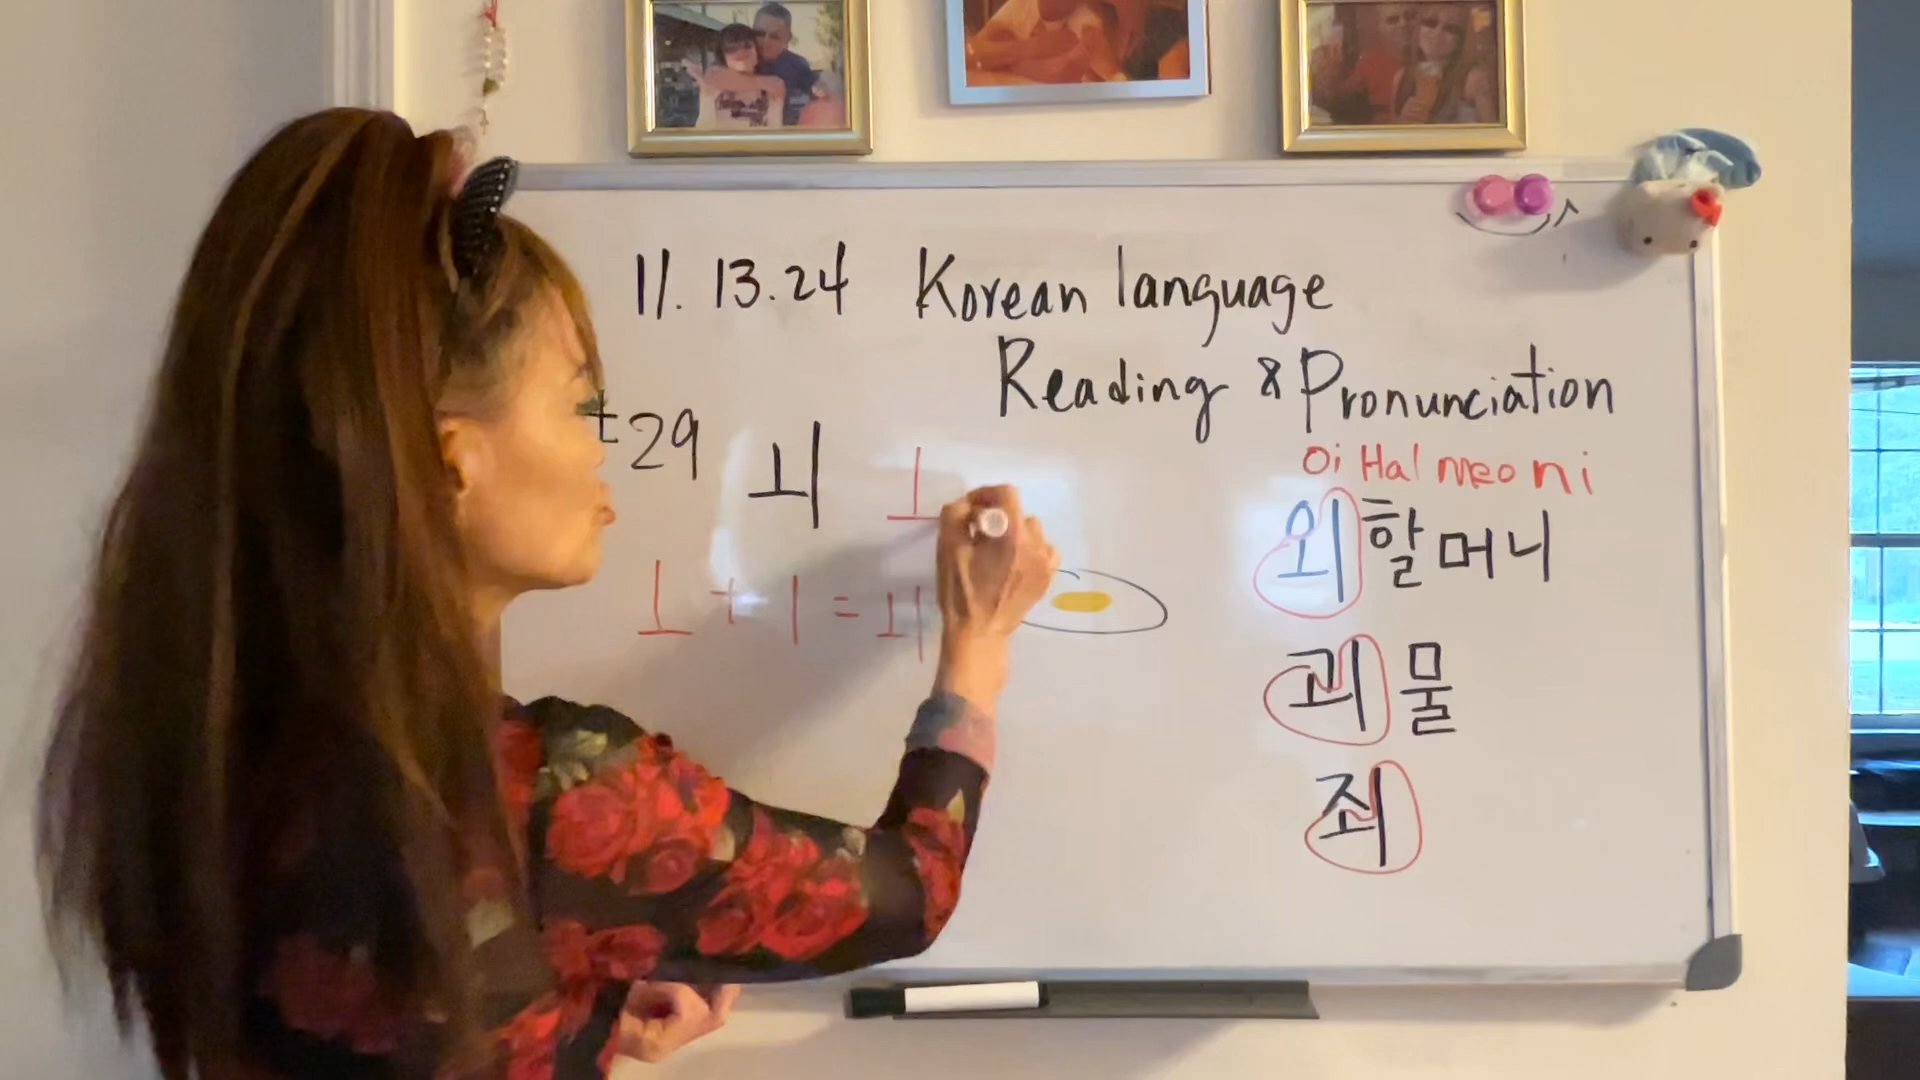 11. 13. 24 Korean language
Reading & Pronunciation
#29 ㅚ ㅗ
ㅗ + ㅣ = ㅚ
Oi Hal meo ni
외할머니
괴물
죄